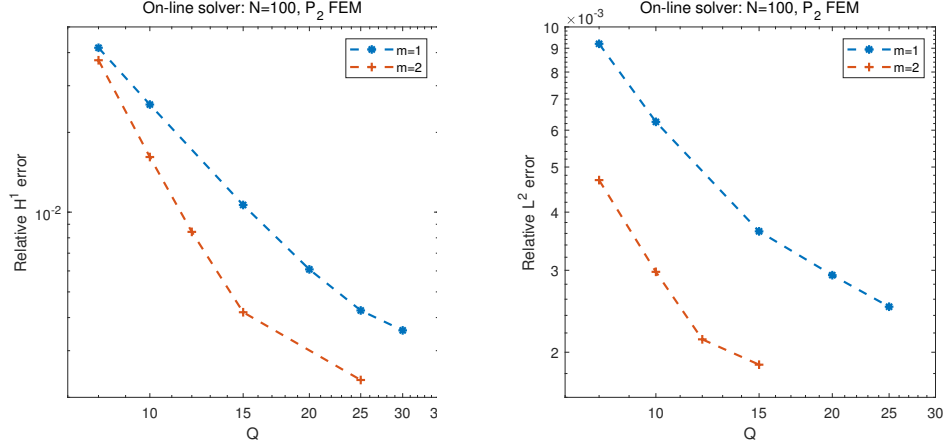 On-line solver: N=100, P2 FEM
m=1
m=2
Relative H1 error
10-2
10
15
20
25
30
Q
On-line solver: N=100, P2 FEM
×10-3
m=1
m=2
Relative L2 error
10
9
8
7
6
5
4
3
2
10
15
20
25
30
Q